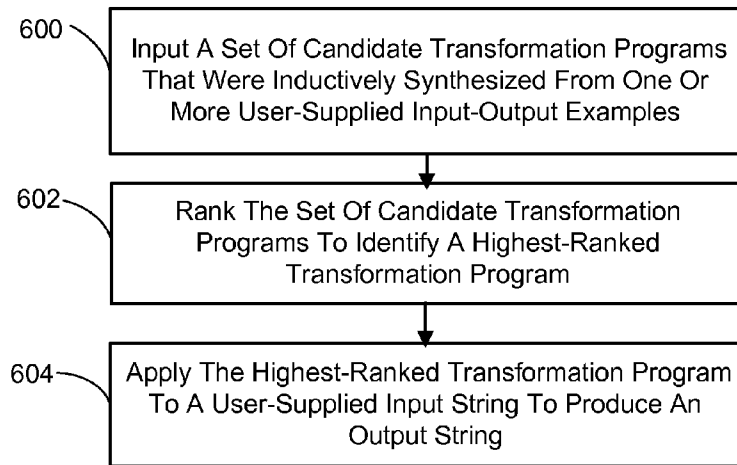 600
Input A Set Of Candidate Transformation Programs
That Were Inductively Synthesized From One Or
More User-Supplied Input-Output Examples
602
Rank The Set Of Candidate Transformation
Programs To Identify A Highest-Ranked
Transformation Program
604
Apply The Highest-Ranked Transformation Program
To A User-Supplied Input String To Produce An
Output String